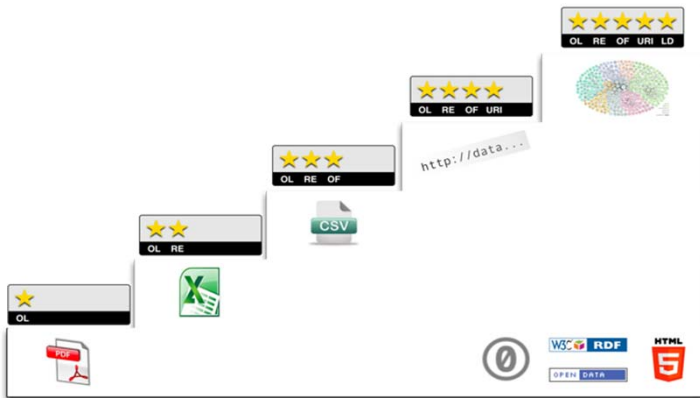 OL RE OF URI LD
OL RE OF URI
http://data...
OL RE OF
CSV
OL RE
X
OL
PDF
0
W3C RDF
OPEN DATA
HTML
5